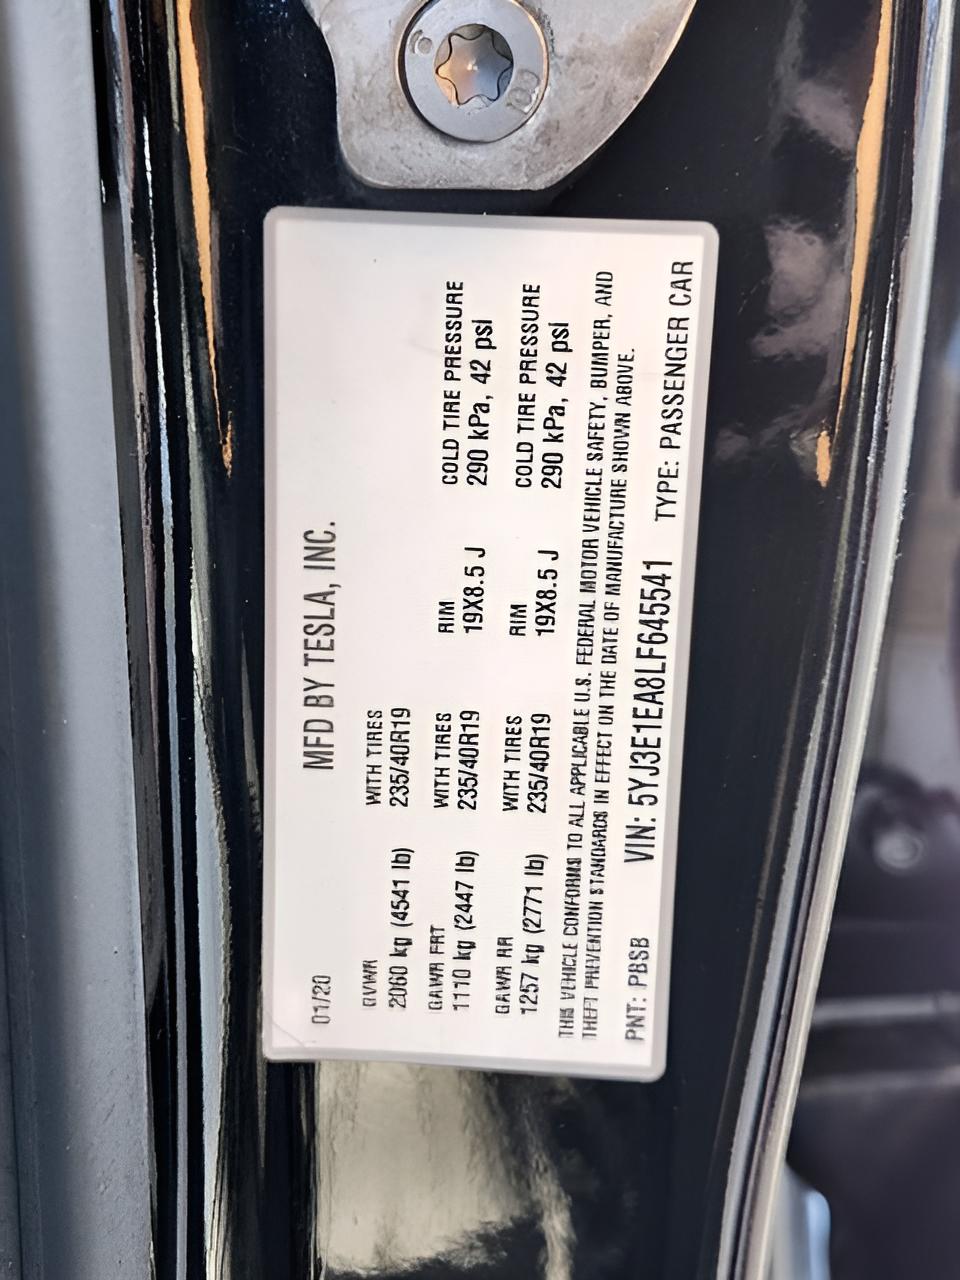 MFD BY TESLA, INC.
01/20
GVWR WITH TIRES
2060 kg (4541 lb) 235/40R19
GAWR FRT WITH TIRES RIM COLD TIRE PRESSURE
1110 kg (2447 lb) 235/40R19 19X8.5 J 290 kPa, 42 psi
GAWR RR WITH TIRES RIM COLD TIRE PRESSURE
1257 kg (2771 lb) 235/40R19 19X8.5 J 290 kPa, 42 psi
THIS VEHICLE CONFORMS TO ALL APPLICABLE U.S. FEDERAL MOTOR VEHICLE SAFETY, BUMPER, AND
THEFT PREVENTION STANDARDS IN EFFECT ON THE DATE OF MANUFACTURE SHOWN ABOVE.
PNT: PBSB VIN: 5YJ3E1EA8LF645541 TYPE: PASSENGER CAR